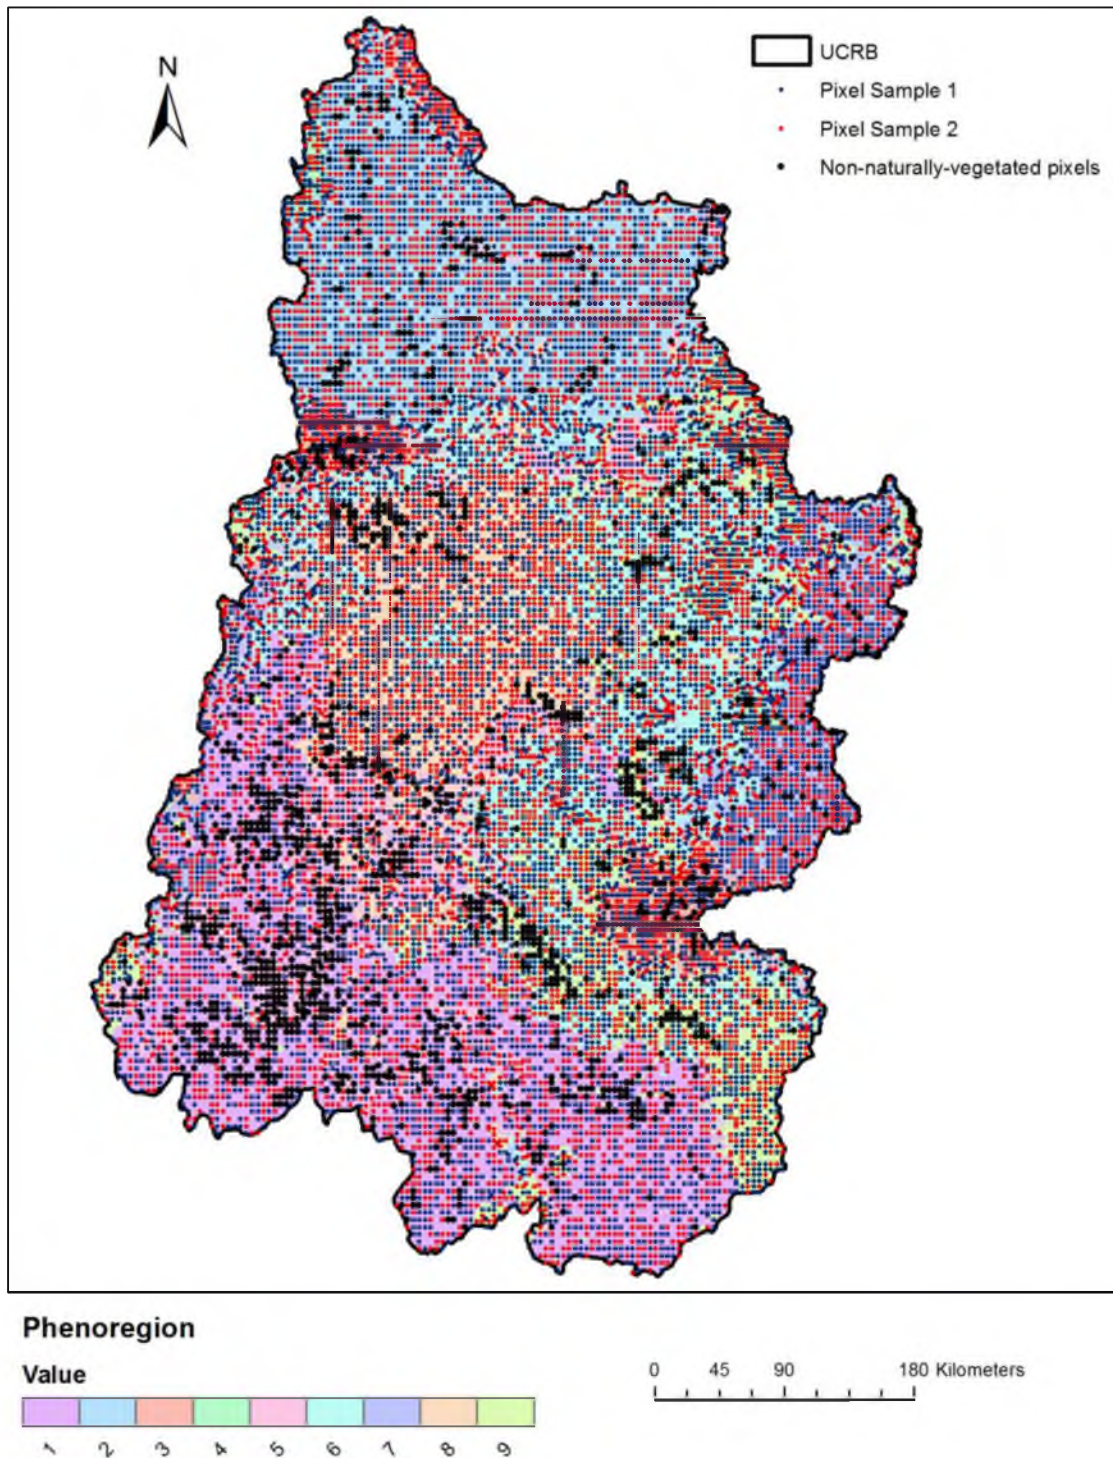 N
UCRB
Pixel Sample 1
Pixel Sample 2
Non-naturally-vegetated pixels
Phenoregion
Value
1 2 3 4 5 6 7 8 9
0 45 90 180 Kilometers